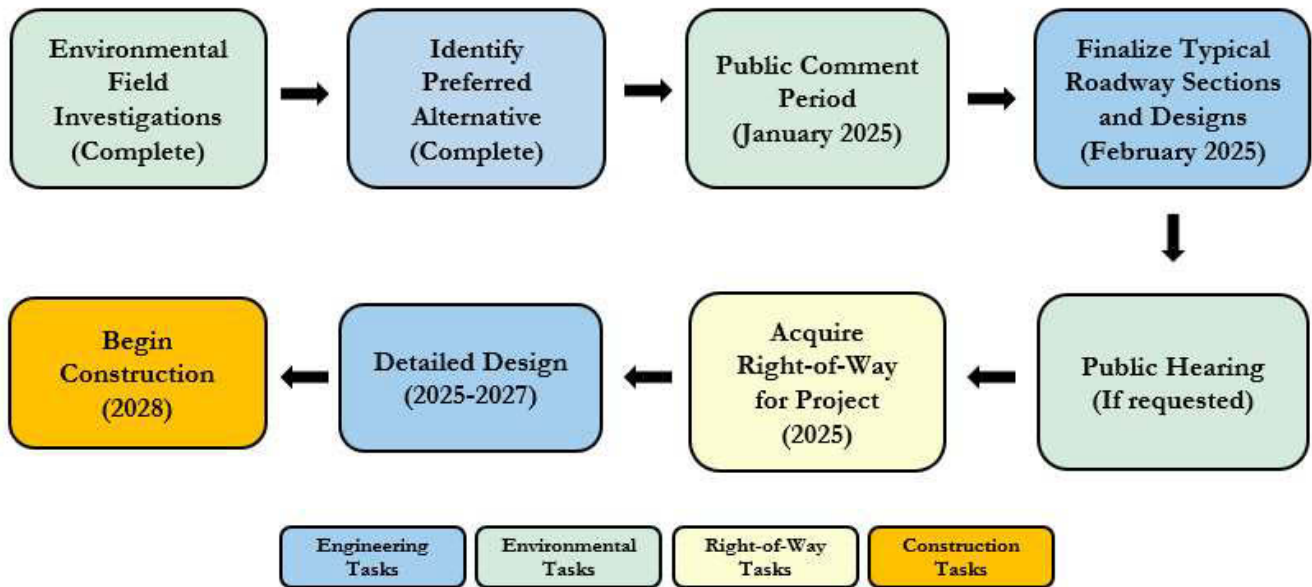 Environmental
Field
Investigations
(Complete)
Identify
Preferred
Alternative
(Complete)
Public Comment
Period
(January 2025)
Finalize Typical
Roadway Sections
and Designs
(February 2025)
Public Hearing
(If requested)
Acquire
Right-of-Way
for Project
(2025)
Detailed Design
(2025-2027)
Begin
Construction
(2028)
Engineering
Tasks
Environmental
Tasks
Right-of-Way
Tasks
Construction
Tasks